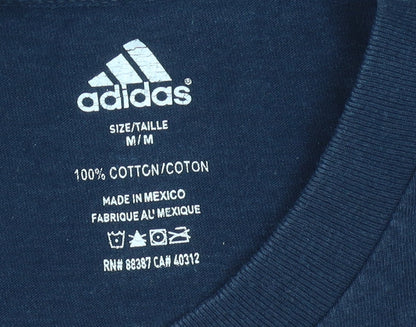 adidas®
SIZE/TAILLE
M/M
100% COTTON/COTON
MADE IN MEXICO
FABRIQUE AU MEXIQUE
RN# 88387 CA# 40312